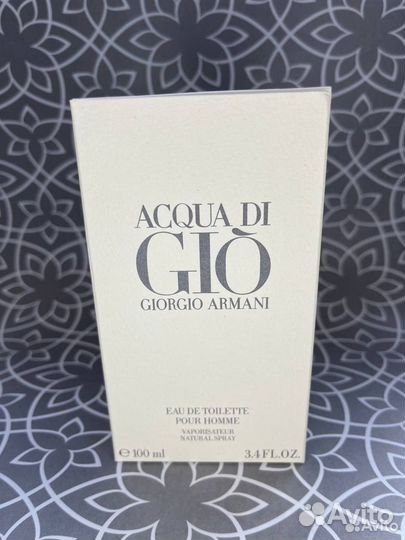 ACQUA DI
GIÒ
GIORGIO ARMANI
EAU DE TOILETTE
POUR HOMME
VAPORISATEUR
NATURAL SPRAY
℮ 100 ml 3.4 FL.OZ.
Avito
Avito